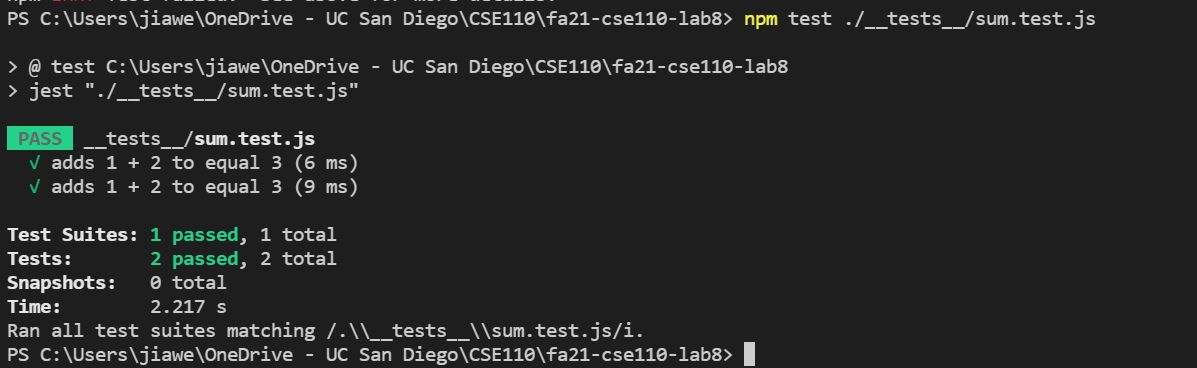 PS C:\Users\jiawe\OneDrive - UC San Diego\CSE110\fa21-cse110-lab8> npm test ./__tests__/sum.test.js
> @ test C:\Users\jiawe\OneDrive - UC San Diego\CSE110\fa21-cse110-lab8
> jest "./__tests__/sum.test.js"
PASS __tests__/sum.test.js
√ adds 1 + 2 to equal 3 (6 ms)
√ adds 1 + 2 to equal 3 (9 ms)
Test Suites: 1 passed, 1 total
Tests: 2 passed, 2 total
Snapshots: 0 total
Time: 2.217 s
Ran all test suites matching /.\\__tests__\\sum.test.js/i.
PS C:\Users\jiawe\OneDrive - UC San Diego\CSE110\fa21-cse110-lab8>